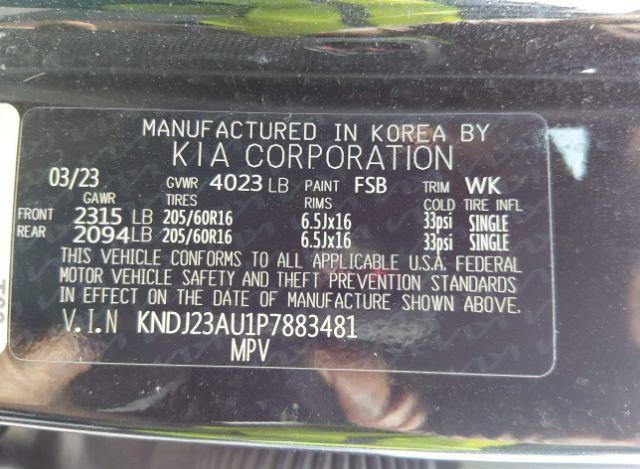 MANUFACTURED IN KOREA BY
KIA CORPORATION
03/23 GVWR 4023 LB PAINT FSB TRIM WK
GAWR TIRES RIMS COLD TIRE INFL
FRONT 2315 LB 205/60R16 6.5Jx16 33psi SINGLE
REAR 2094 LB 205/60R16 6.5Jx16 33psi SINGLE
THIS VEHICLE CONFORMS TO ALL APPLICABLE U.S.A. FEDERAL
MOTOR VEHICLE SAFETY AND THEFT PREVENTION STANDARDS
IN EFFECT ON THE DATE OF MANUFACTURE SHOWN ABOVE.
V.I.N KNDJ23AU1P7883481
MPV